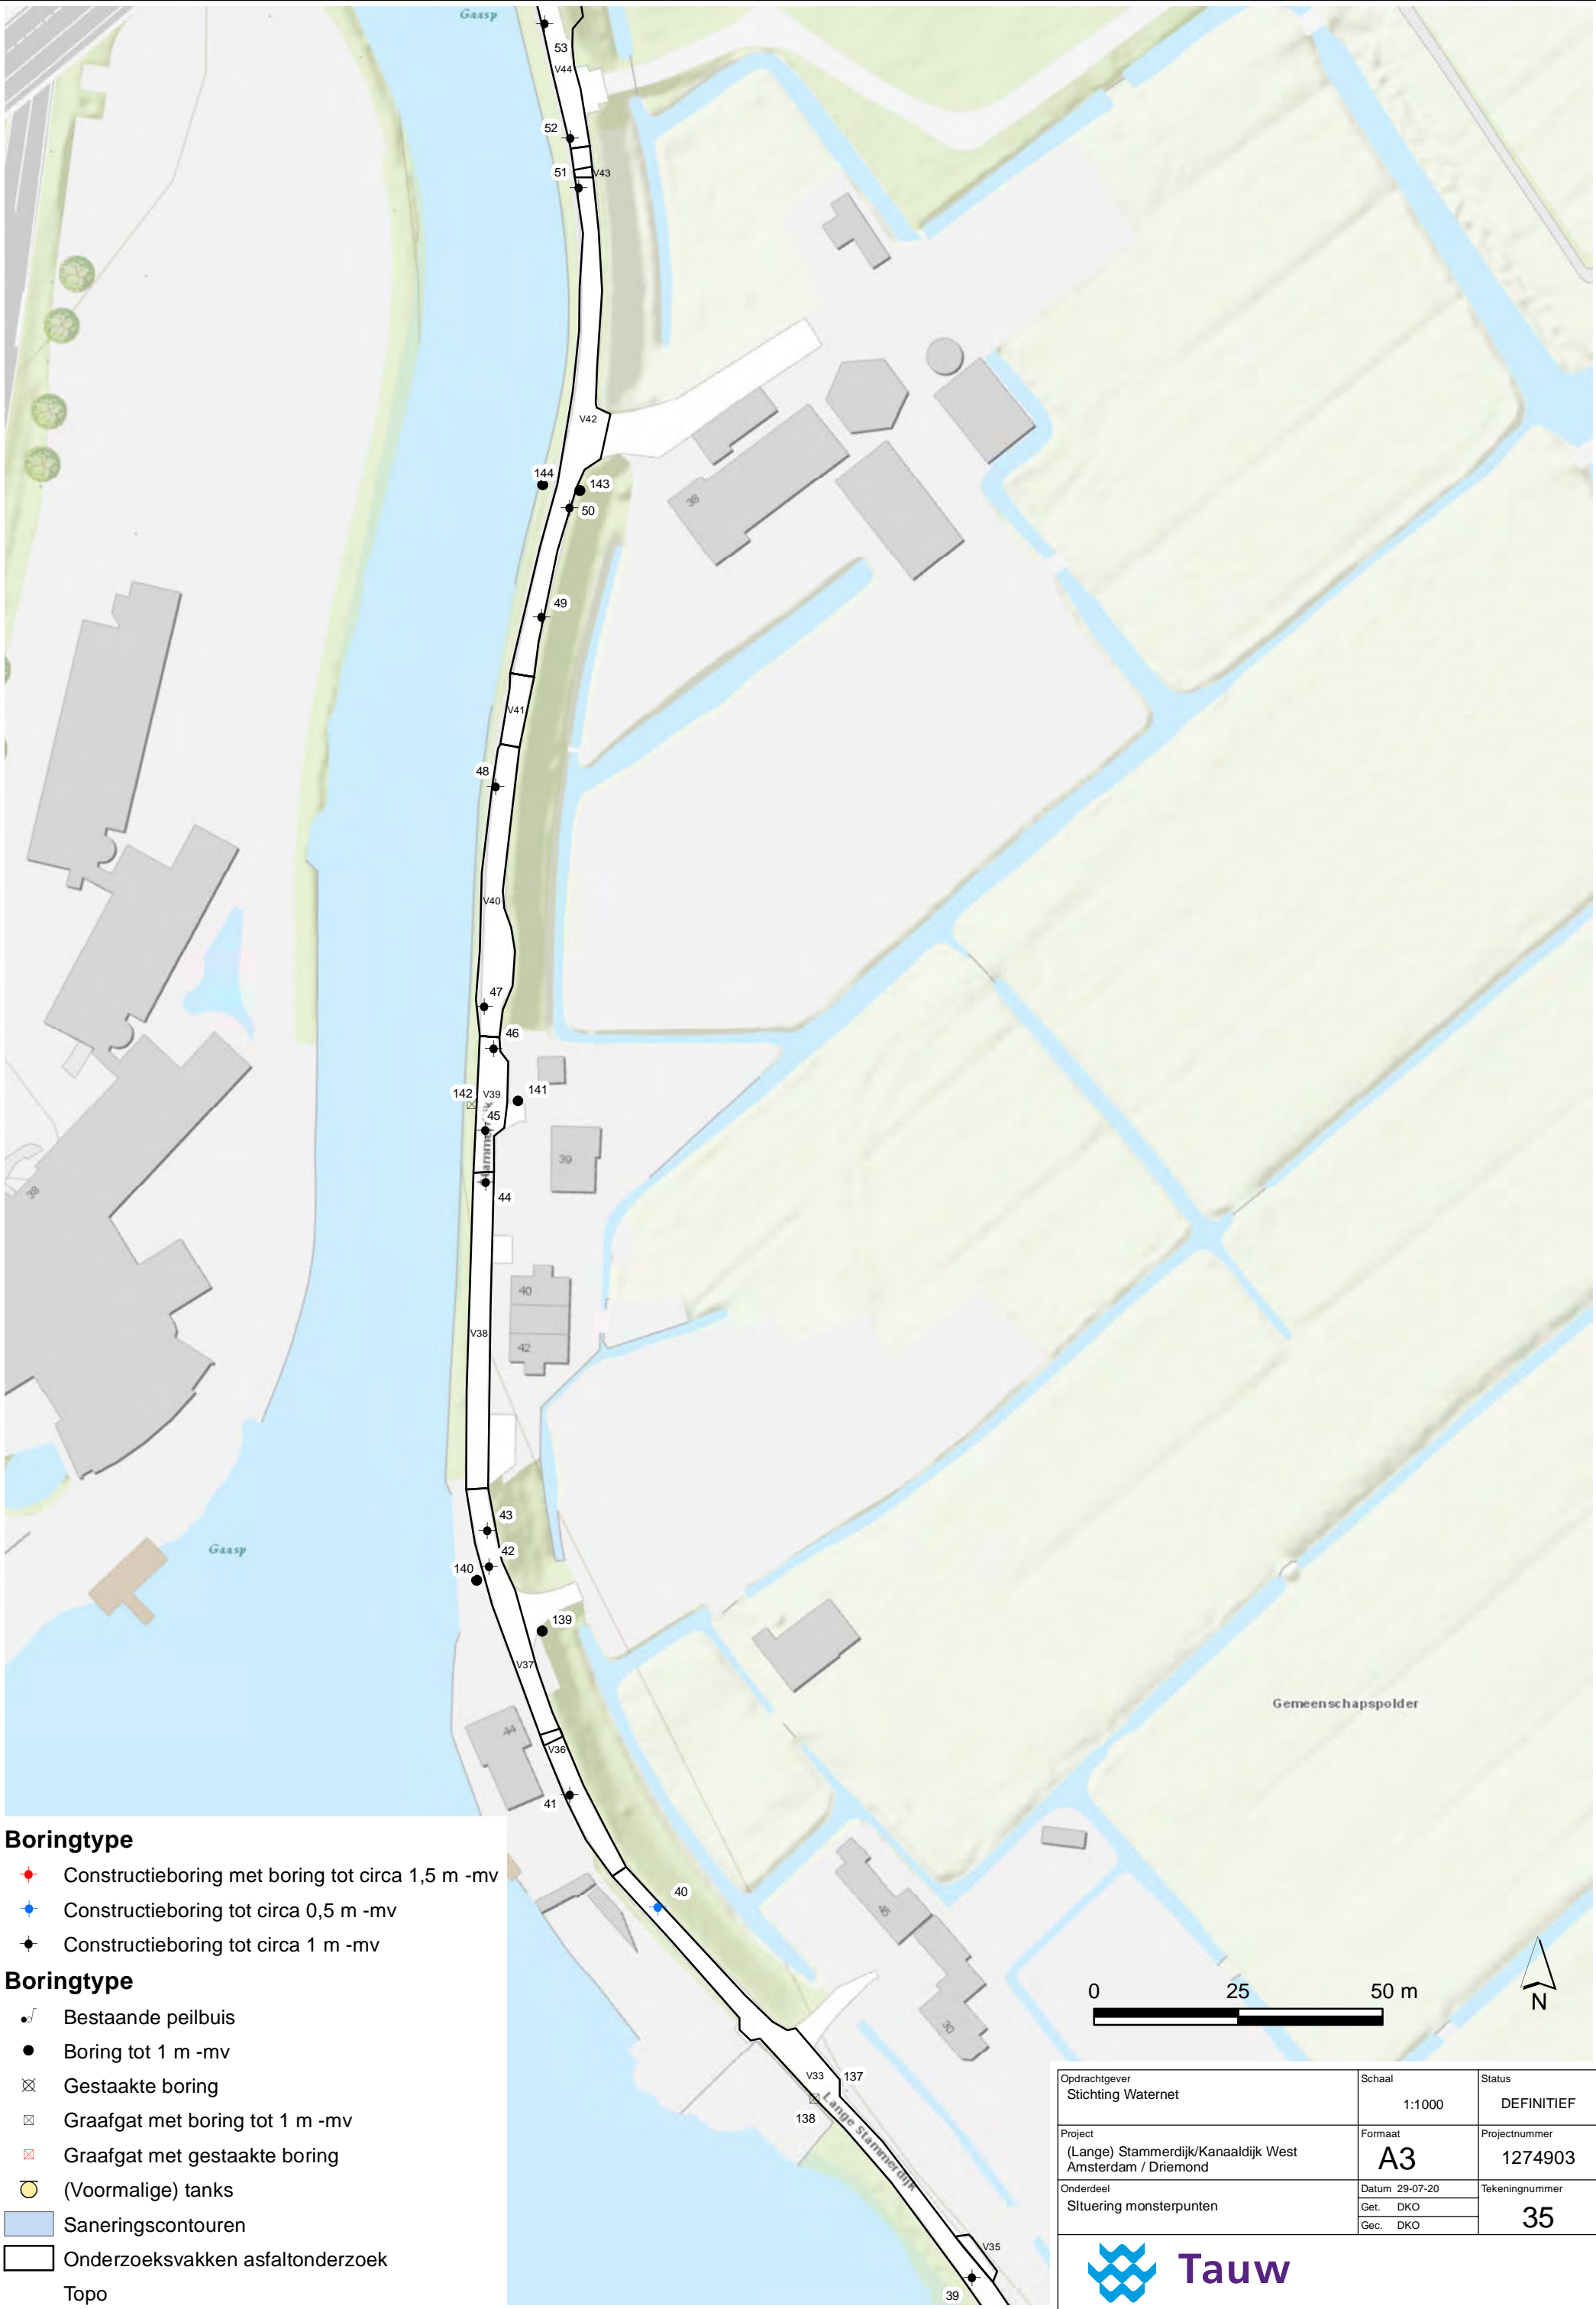 Gaasp
53
V44
52
51
V43
V42
144
143
50
38
49
V41
48
V40
47
46
142
V39
141
45
39
44
38
40
V38
42
43
42
140
Gaasp
139
V37
Gemeenschapspolder
44
V36
41
40
46
30
V33
137
138
Lange Stammerdijk
V35
39
Boringtype
Constructieboring met boring tot circa 1,5 m -mv
Constructieboring tot circa 0,5 m -mv
Constructieboring tot circa 1 m -mv
Boringtype
Bestaande peilbuis
Boring tot 1 m -mv
Gestaakte boring
Graafgat met boring tot 1 m -mv
Graafgat met gestaakte boring
(Voormalige) tanks
Saneringscontouren
Onderzoeksvakken asfaltonderzoek
Topo
0 25 50 m
N
Opdrachtgever
Stichting Waternet
Schaal
1:1000
Status
DEFINITIEF
Project
(Lange) Stammerdijk/Kanaaldijk West
Amsterdam / Driemond
Formaat
A3
Projectnummer
1274903
Onderdeel
SItuering monsterpunten
Datum 29-07-20
Get. DKO
Gec. DKO
Tekeningnummer
35
Tauw